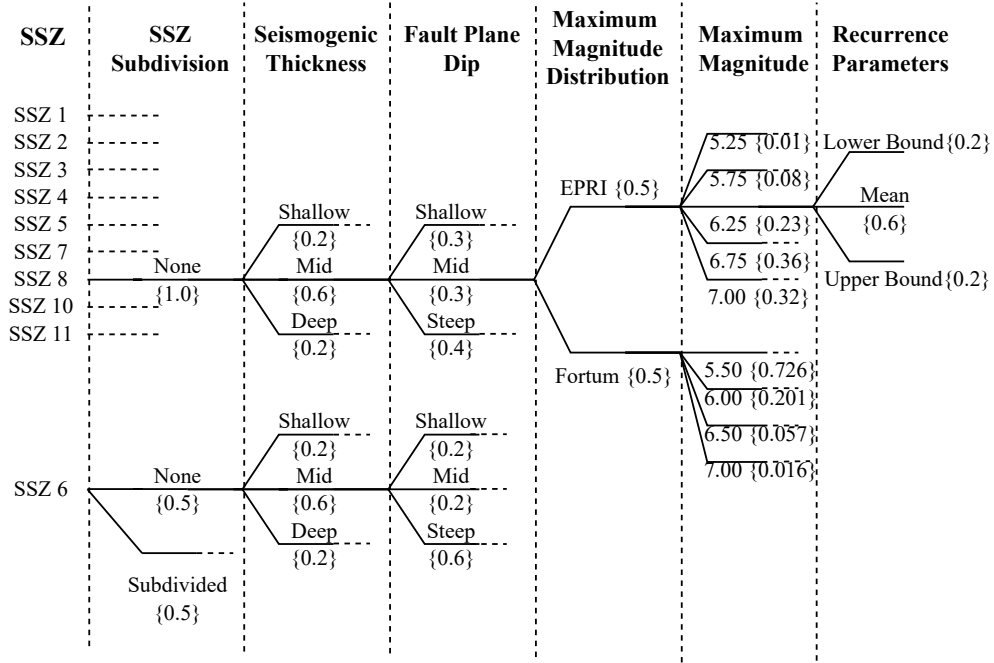 SSZ
SSZ
Subdivision
Seismogenic
Thickness
Fault Plane
Dip
Maximum
Magnitude
Distribution
Maximum
Magnitude
Recurrence
Parameters
SSZ 1
SSZ 2
SSZ 3
SSZ 4
SSZ 5
SSZ 7
SSZ 8
SSZ 10
SSZ 11
None
{1.0}
Shallow
{0.2}
Mid
{0.6}
Deep
{0.2}
Shallow
{0.3}
Mid
{0.3}
Steep
{0.4}
EPRI {0.5}
Fortum {0.5}
5.25 {0.01}
5.75 {0.08}
6.25 {0.23}
6.75 {0.36}
7.00 {0.32}
5.50 {0.726}
6.00 {0.201}
6.50 {0.057}
7.00 {0.016}
Lower Bound{0.2}
Mean
{0.6}
Upper Bound{0.2}
SSZ 6
None
{0.5}
Subdivided
{0.5}
Shallow
{0.2}
Mid
{0.6}
Deep
{0.2}
Shallow
{0.2}
Mid
{0.2}
Steep
{0.6}